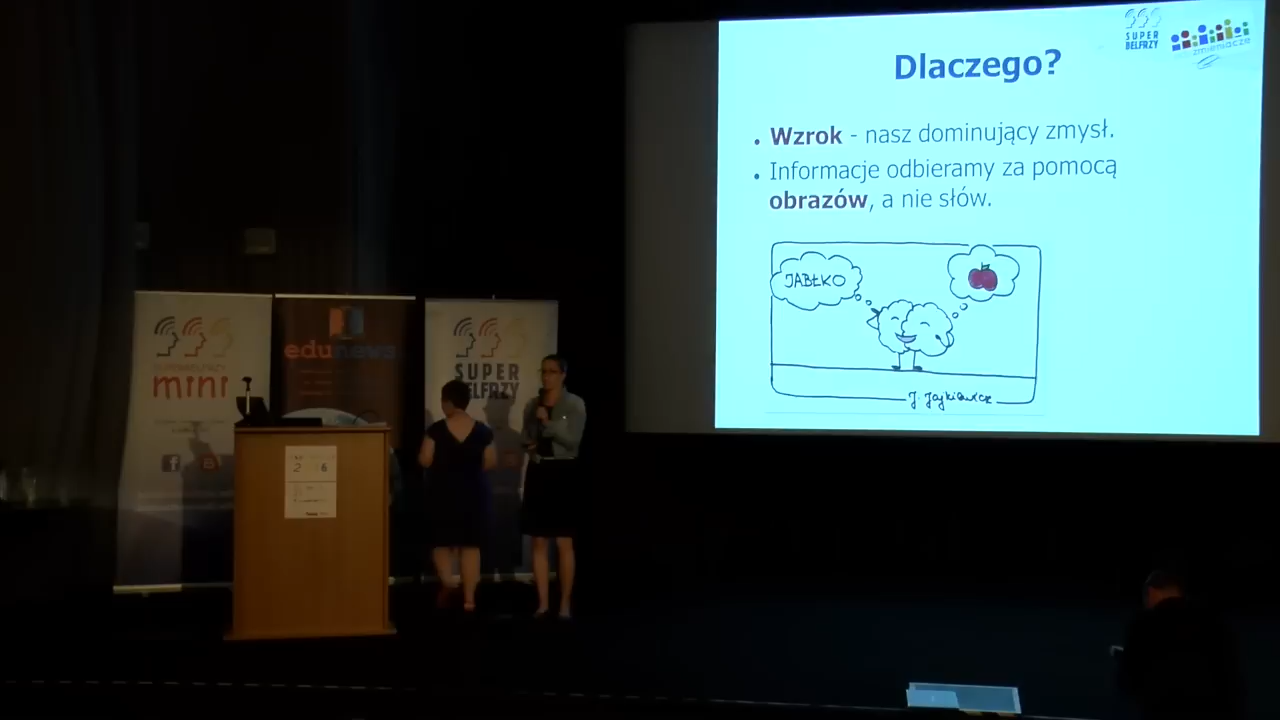 SUPER
BELFRZY
zmieniacze
Dlaczego?
• Wzrok - nasz dominujący zmysł.
• Informacje odbieramy za pomocą
obrazów, a nie słów.
JABŁKO
mini
edunews
SUPER
BELFRZY